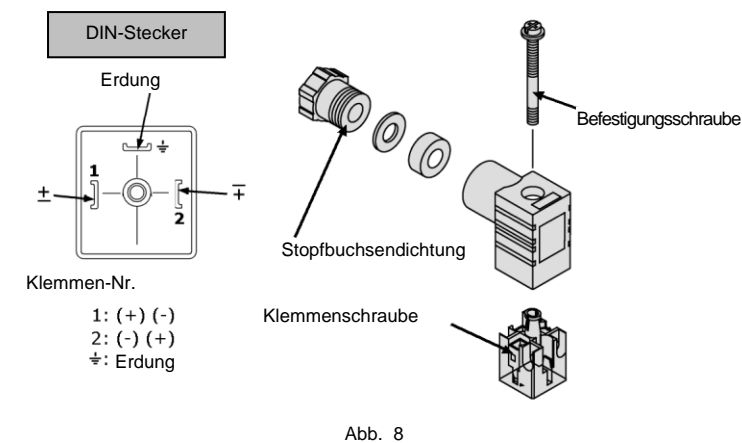 DIN-Stecker
Erdung
1
2
±
∓
Klemmen-Nr.
1: (+) (-)
2: (-) (+)
⏚: Erdung
Befestigungsschraube
Stopfbuchsendichtung
Klemmenschraube
Abb. 8